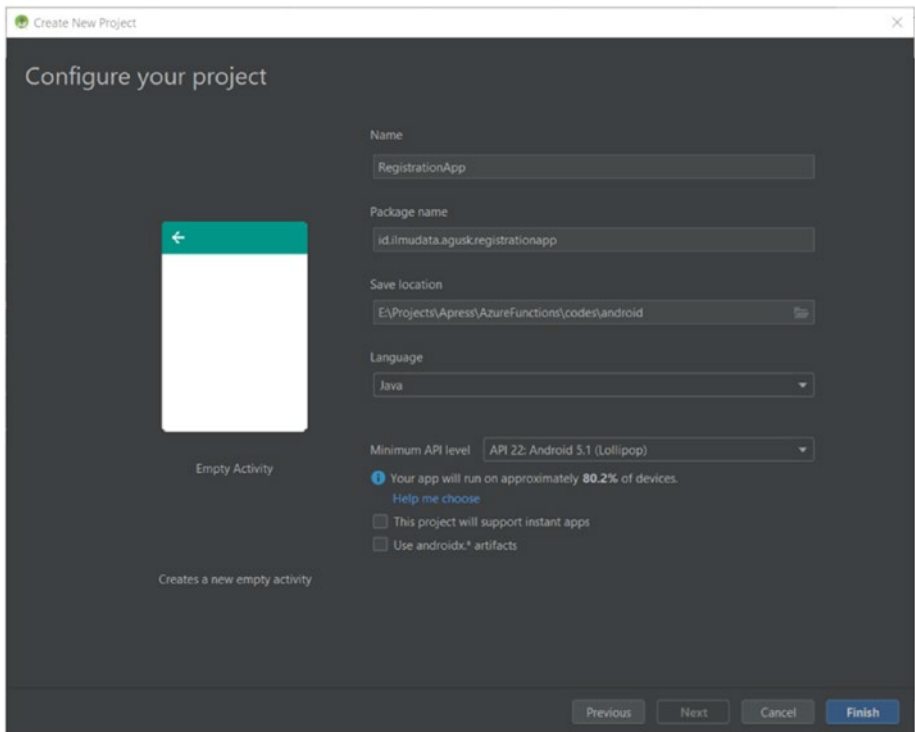 Create New Project
Configure your project
Name
RegistrationApp
Package name
id.ilmudata.agusk.registrationapp
Save location
E:\Projects\Apress\AzureFunctions\codes\android
Language
Java
Minimum API level API 22: Android 5.1 (Lollipop)
Your app will run on approximately 80.2% of devices.
Help me choose
This project will support instant apps
Use androidx.* artifacts
Empty Activity
Creates a new empty activity
Previous Next Cancel Finish